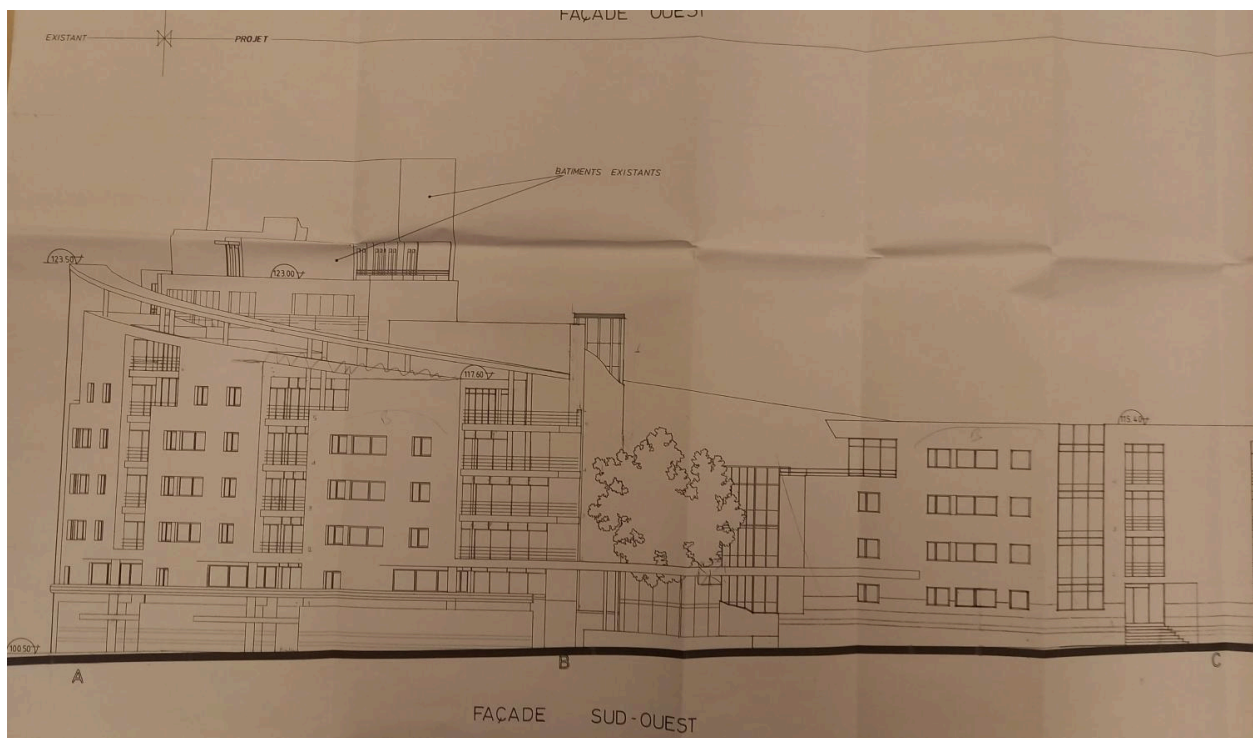 FAÇADE OUEST
EXISTANT
PROJET
BATIMENTS EXISTANTS
123.50
123.00
117.60
115.40
100.50
A
B
C
FAÇADE SUD-OUEST